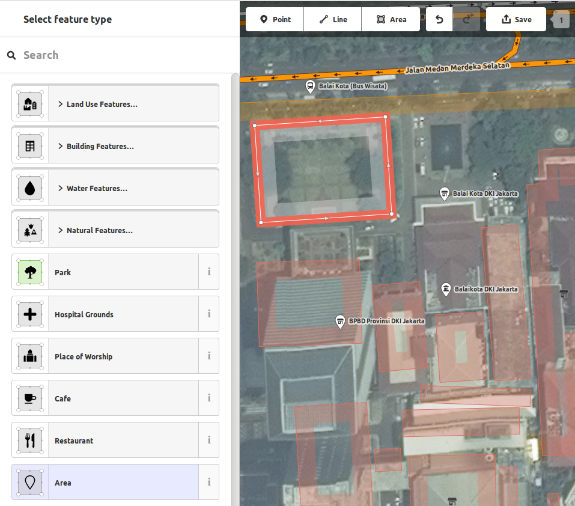 Select feature type
Point
Line
Area
Save
1
Search
Land Use Features...
Building Features...
Water Features...
Natural Features...
Park
i
Hospital Grounds
i
Place of Worship
i
Cafe
i
Restaurant
i
Area
i
Jalan Medan Merdeka Selatan
Balai Kota (Bus Wisata)
Balai Kota DKI Jakarta
Balaikota DKI Jakarta
BPBD Provinsi DKI Jakarta